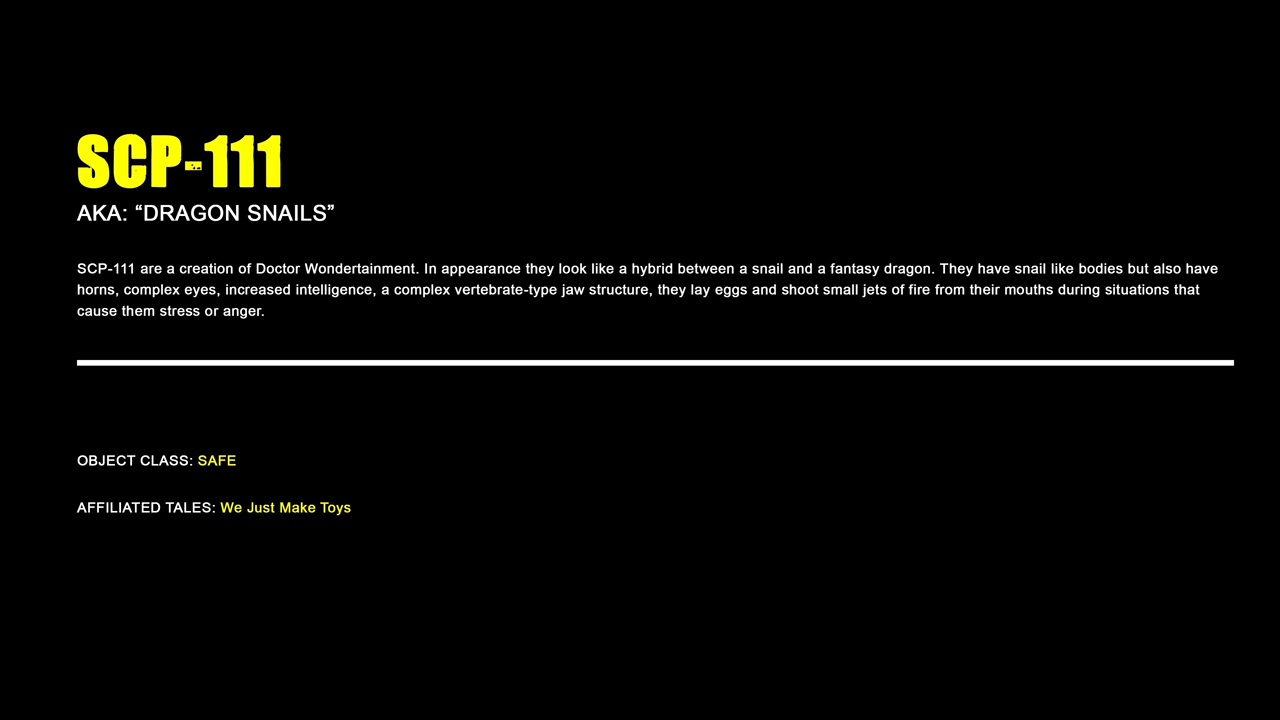 SCP-111
AKA: “DRAGON SNAILS”
SCP-111 are a creation of Doctor Wondertainment. In appearance they look like a hybrid between a snail and a fantasy dragon. They have snail like bodies but also have
horns, complex eyes, increased intelligence, a complex vertebrate-type jaw structure, they lay eggs and shoot small jets of fire from their mouths during situations that
cause them stress or anger.
OBJECT CLASS: SAFE
AFFILIATED TALES: We Just Make Toys